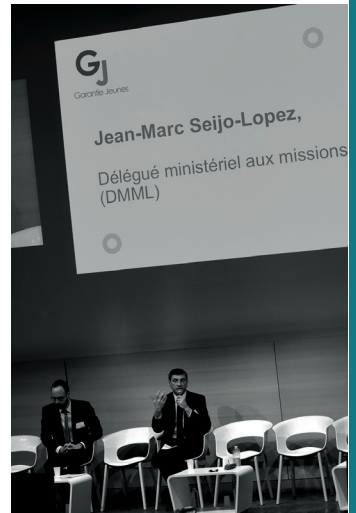 GJ
Garantie Jeunes
Jean-Marc Seijo-Lopez,
Délégué ministériel aux missions
(DMML)